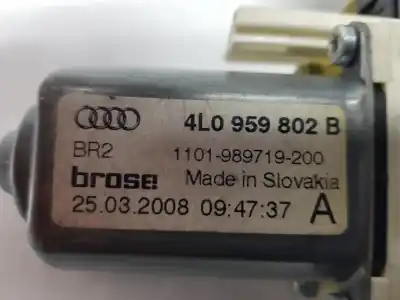 4L0 959 802 B
BR2 1101-989719-200
brose Made in Slovakia
25.03.2008 09:47:37 A